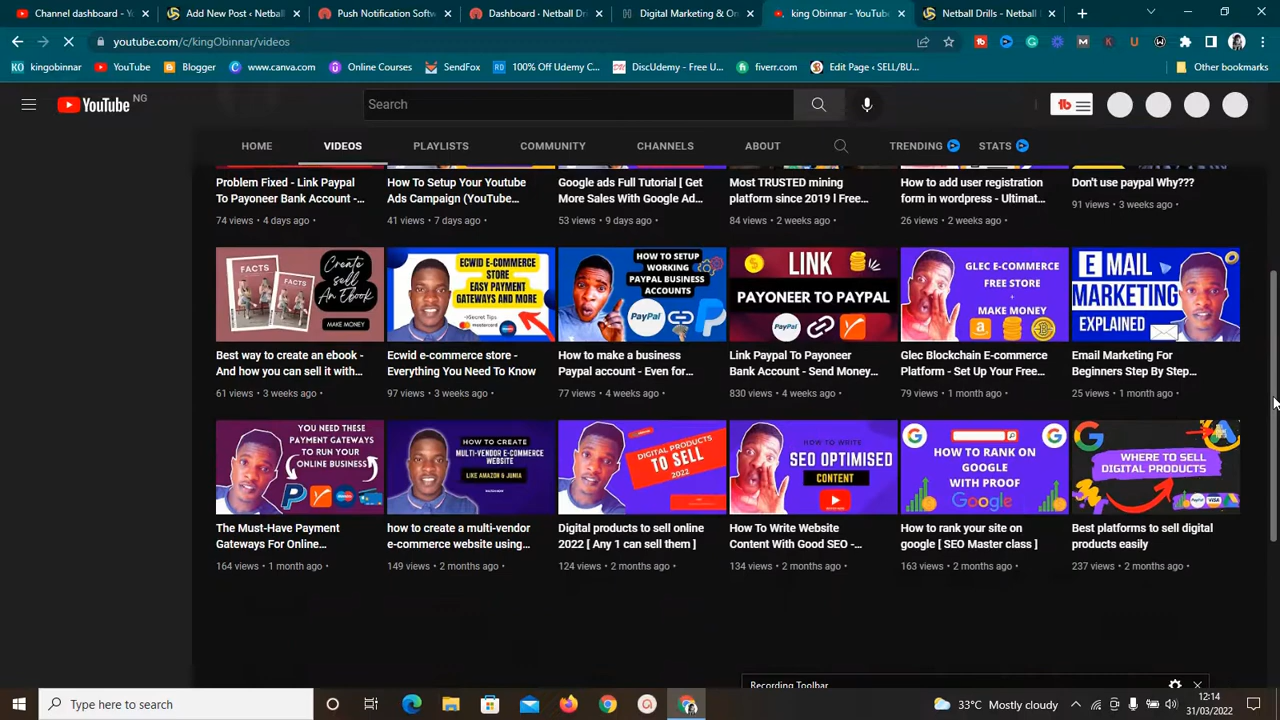 Channel dashboard - Yo
Add New Post ‹ Netball
Push Notification Softw
Dashboard ‹ Netball Dri
Digital Marketing & On
king Obinnar - YouTube
Netball Drills - Netball
youtube.com/c/kingObinnar/videos
kingobinnar
YouTube
Blogger
www.canva.com
Online Courses
SendFox
100% Off Udemy C...
DiscUdemy - Free U...
fiverr.com
Edit Page ‹ SELL/BU...
Other bookmarks
YouTube NG
Search
HOME
VIDEOS
PLAYLISTS
COMMUNITY
CHANNELS
ABOUT
TRENDING
STATS
Problem Fixed - Link Paypal
To Payoneer Bank Account -...
74 views • 4 days ago •
How To Setup Your Youtube
Ads Campaign (YouTube...
41 views • 7 days ago •
Google ads Full Tutorial [ Get
More Sales With Google Ad...
53 views • 9 days ago •
Most TRUSTED mining
platform since 2019 l Free...
84 views • 2 weeks ago •
How to add user registration
form in wordpress - Ultimat...
26 views • 2 weeks ago •
Don't use paypal Why???
91 views • 3 weeks ago •
FACTS
FACTS
Create
Sell
An Ebook
MAKE MONEY
ECWID E-COMMERCE
STORE
EASY PAYMENT
GATEWAYS AND MORE
Secret Tips
mastercard
HOW TO SETUP
WORKING
PAYPAL BUSINESS
ACCOUNTS
PayPal
LINK
PAYONEER TO PAYPAL
PayPal
GLEC E-COMMERCE
FREE STORE
+
MAKE MONEY
E MAIL
MARKETING
EXPLAINED
Best way to create an ebook -
And how you can sell it with...
61 views • 3 weeks ago •
Ecwid e-commerce store -
Everything You Need To Know
97 views • 3 weeks ago •
How to make a business
Paypal account - Even for...
77 views • 4 weeks ago •
Link Paypal To Payoneer
Bank Account - Send Money...
830 views • 4 weeks ago •
Glec Blockchain E-commerce
Platform - Set Up Your Free...
79 views • 1 month ago •
Email Marketing For
Beginners Step By Step...
25 views • 1 month ago •
YOU NEED THESE
PAYMENT GATEWAYS
TO RUN YOUR
ONLINE BUSINESS
HOW TO CREATE
MULTI-VENDOR E-COMMERCE
WEBSITE
LIKE AMAZON & JUMIA
DIGITAL PRODUCTS
TO SELL
2022
HOW TO WRITE
SEO OPTIMISED
CONTENT
HOW TO RANK ON
GOOGLE
WITH PROOF
Google
WHERE TO SELL
DIGITAL PRODUCTS
PayPal VISA
The Must-Have Payment
Gateways For Online...
164 views • 1 month ago •
how to create a multi-vendor
e-commerce website using...
149 views • 2 months ago •
Digital products to sell online
2022 [ Any 1 can sell them ]
124 views • 2 months ago •
How To Write Website
Content With Good SEO -...
134 views • 2 months ago •
How to rank your site on
google [ SEO Master class ]
163 views • 2 months ago •
Best platforms to sell digital
products easily
237 views • 2 months ago •
Recording Toolbar
Type here to search
33°C Mostly cloudy
12:14
31/03/2022